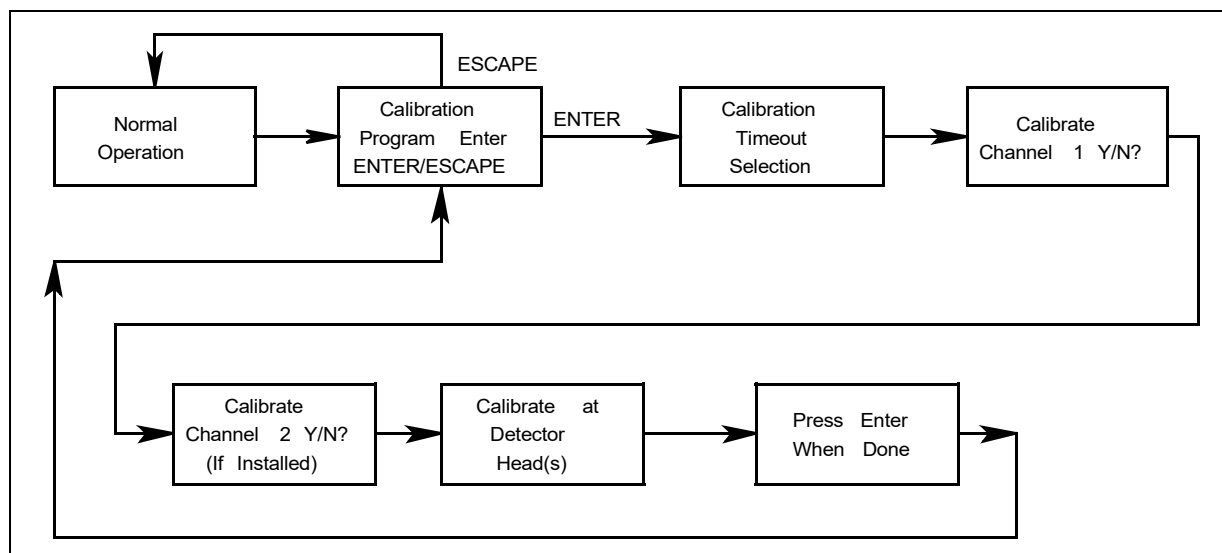 ESCAPE
Normal
Operation
Calibration
Program Enter
ENTER/ESCAPE
ENTER
Calibration
Timeout
Selection
Calibrate
Channel 1 Y/N?
Calibrate
Channel 2 Y/N?
(If Installed)
Calibrate at
Detector
Head(s)
Press Enter
When Done